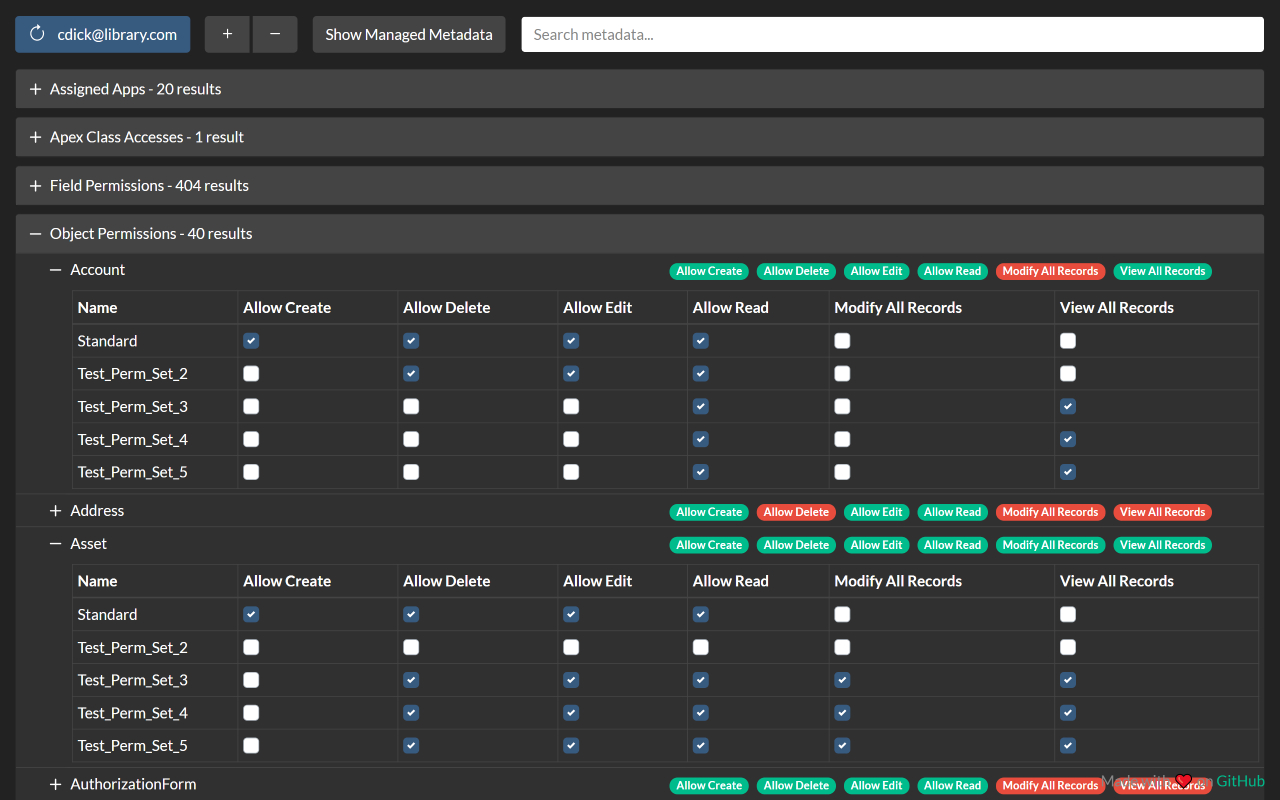 cdick@library.com + − Show Managed Metadata Search metadata...
+ Assigned Apps - 20 results
+ Apex Class Accesses - 1 result
+ Field Permissions - 404 results
− Object Permissions - 40 results
− Account Allow Create Allow Delete Allow Edit Allow Read Modify All Records View All Records
Name Allow Create Allow Delete Allow Edit Allow Read Modify All Records View All Records
Standard
Test_Perm_Set_2
Test_Perm_Set_3
Test_Perm_Set_4
Test_Perm_Set_5
+ Address Allow Create Allow Delete Allow Edit Allow Read Modify All Records View All Records
− Asset Allow Create Allow Delete Allow Edit Allow Read Modify All Records View All Records
Name Allow Create Allow Delete Allow Edit Allow Read Modify All Records View All Records
Standard
Test_Perm_Set_2
Test_Perm_Set_3
Test_Perm_Set_4
Test_Perm_Set_5
+ AuthorizationForm Allow Create Allow Delete Allow Edit Allow Read Modify All Records View All Records
GitHub